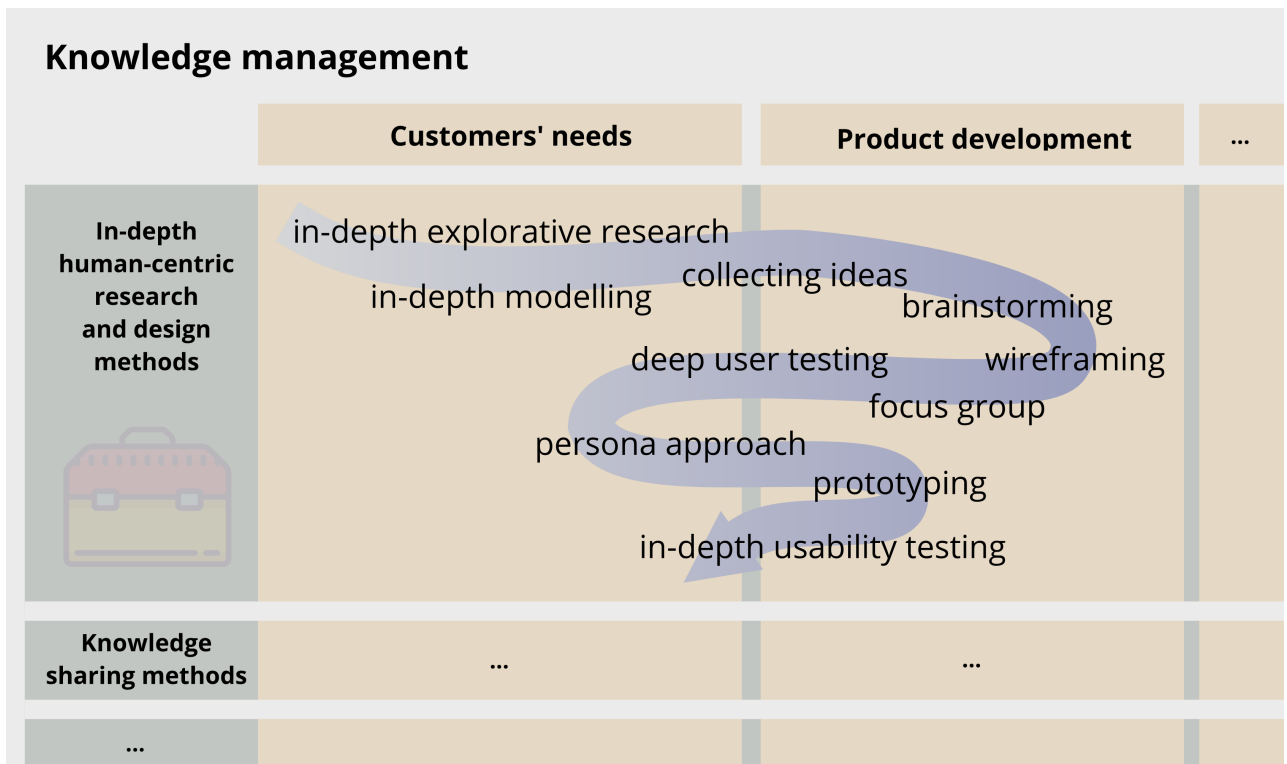 Knowledge management
Customers' needs
Product development
...
In-depth
human-centric
research
and design
methods
in-depth explorative research
collecting ideas
in-depth modelling
brainstorming
deep user testing
wireframing
focus group
persona approach
prototyping
in-depth usability testing
Knowledge
sharing methods
...
...
...